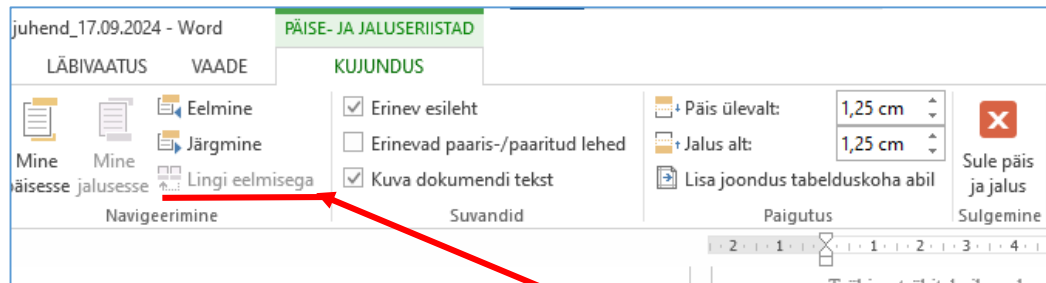 juhend_17.09.2024 - Word
PÄISE- JA JALUSERIISTAD
LÄBIVAATUS VAADE KUJUNDUS
Mine päisesse
Mine jalusesse
Eelmine
Järgmine
Lingi eelmisega
Navigeerimine
Erinev esileht
Erinevad paaris-/paaritud lehed
Kuva dokumendi tekst
Suvandid
Päis ülevalt: 1,25 cm
Jalus alt: 1,25 cm
Lisa joondus tabelduskoha abil
Paigutus
Sule päis
ja jalus
Sulgemine
2 1 1 2 3 4